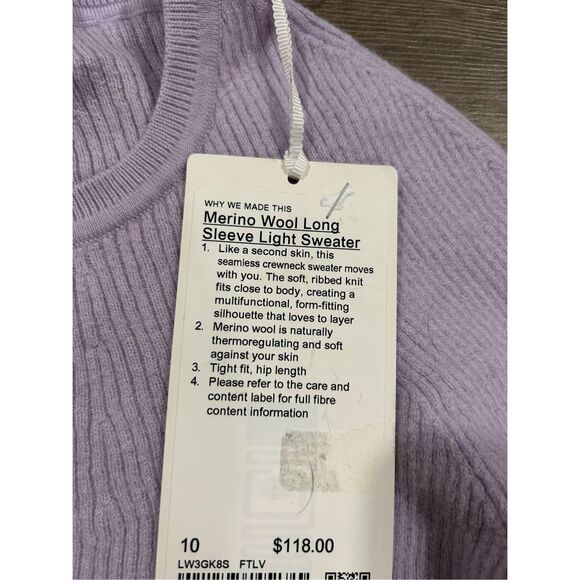 WHY WE MADE THIS
Merino Wool Long
Sleeve Light Sweater
1. Like a second skin, this
seamless crewneck sweater moves
with you. The soft, ribbed knit
fits close to body, creating a
multifunctional, form-fitting
silhouette that loves to layer
2. Merino wool is naturally
thermoregulating and soft
against your skin
3. Tight fit, hip length
4. Please refer to the care and
content label for full fibre
content information
10 $118.00
LW3GK8S FTLV